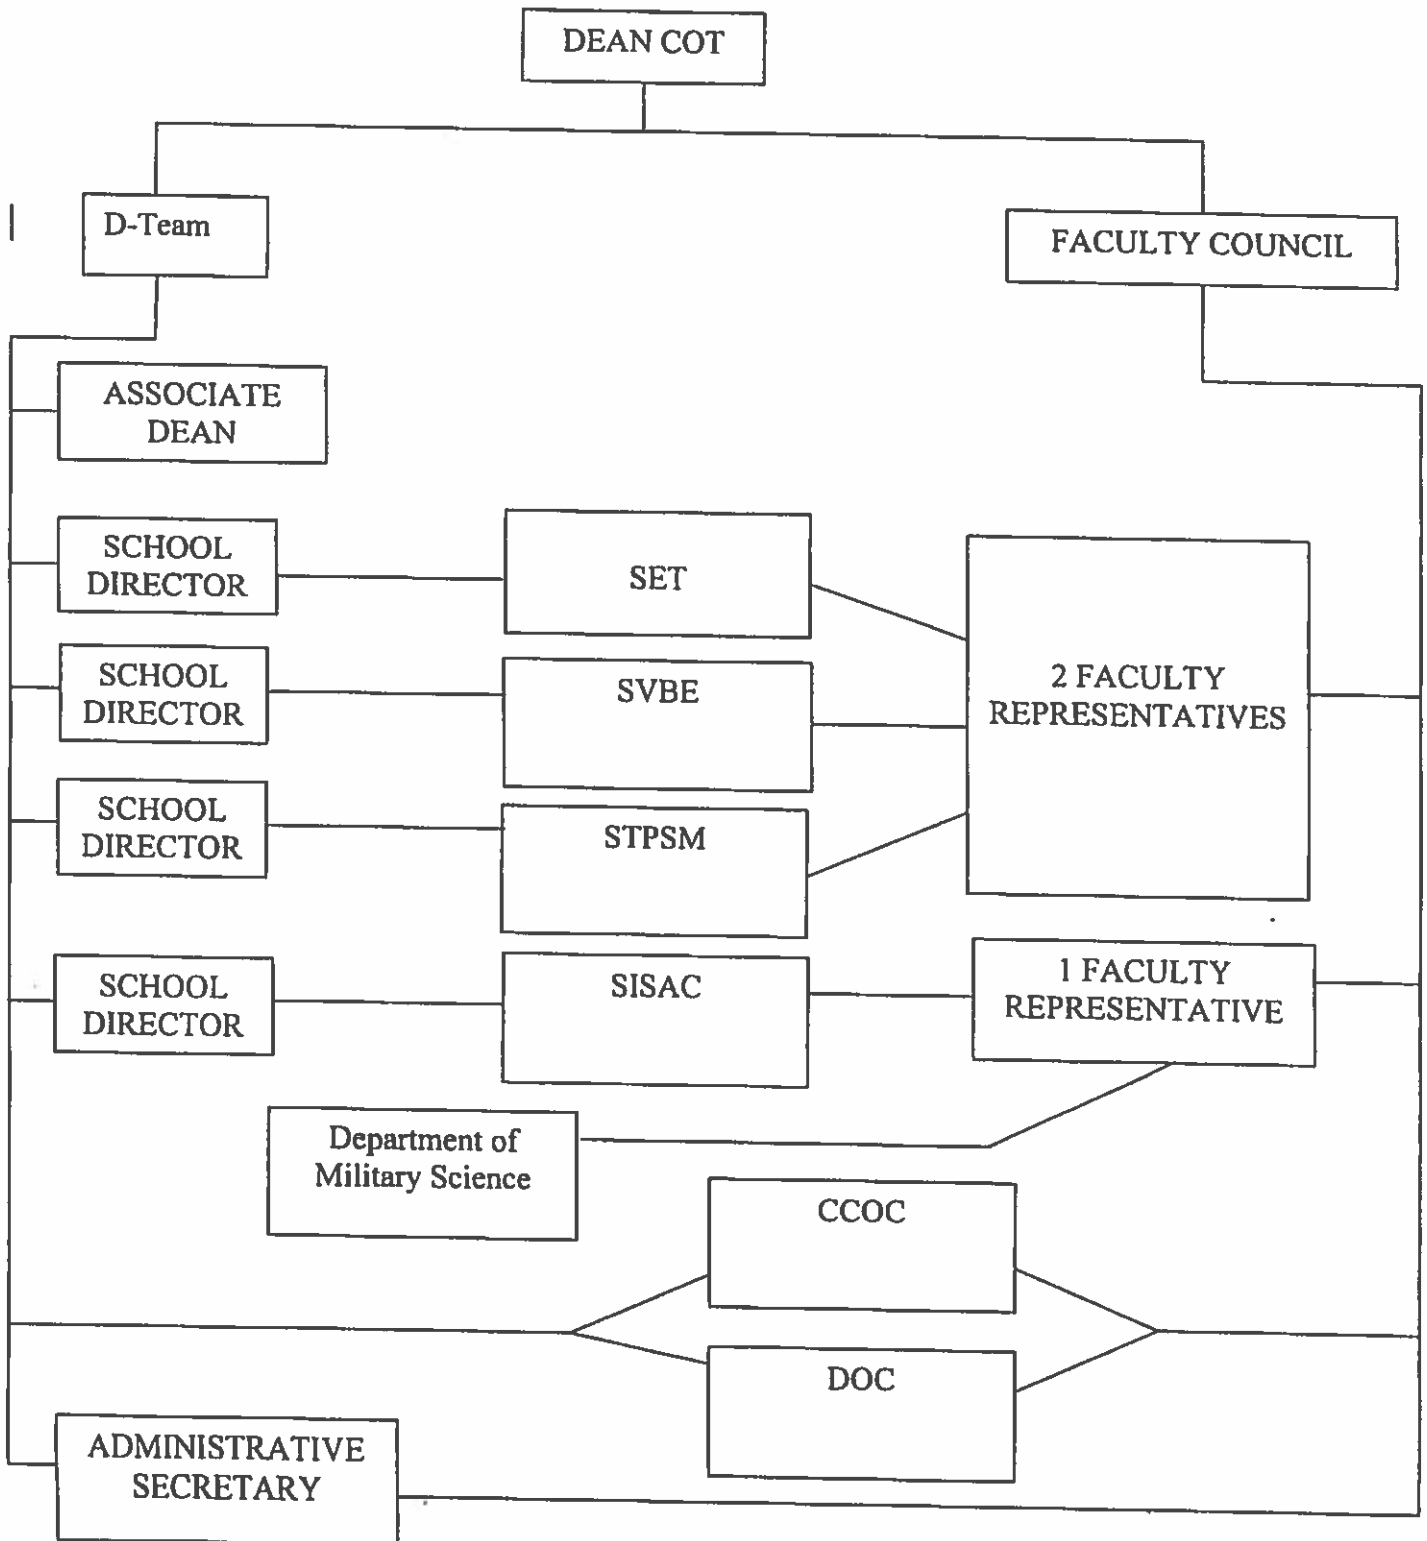 DEAN COT
D-Team
FACULTY COUNCIL
ASSOCIATE
DEAN
SCHOOL
DIRECTOR
SET
2 FACULTY
REPRESENTATIVES
SCHOOL
DIRECTOR
SVBE
SCHOOL
DIRECTOR
STPSM
SCHOOL
DIRECTOR
SISAC
1 FACULTY
REPRESENTATIVE
Department of
Military Science
CCOC
DOC
ADMINISTRATIVE
SECRETARY